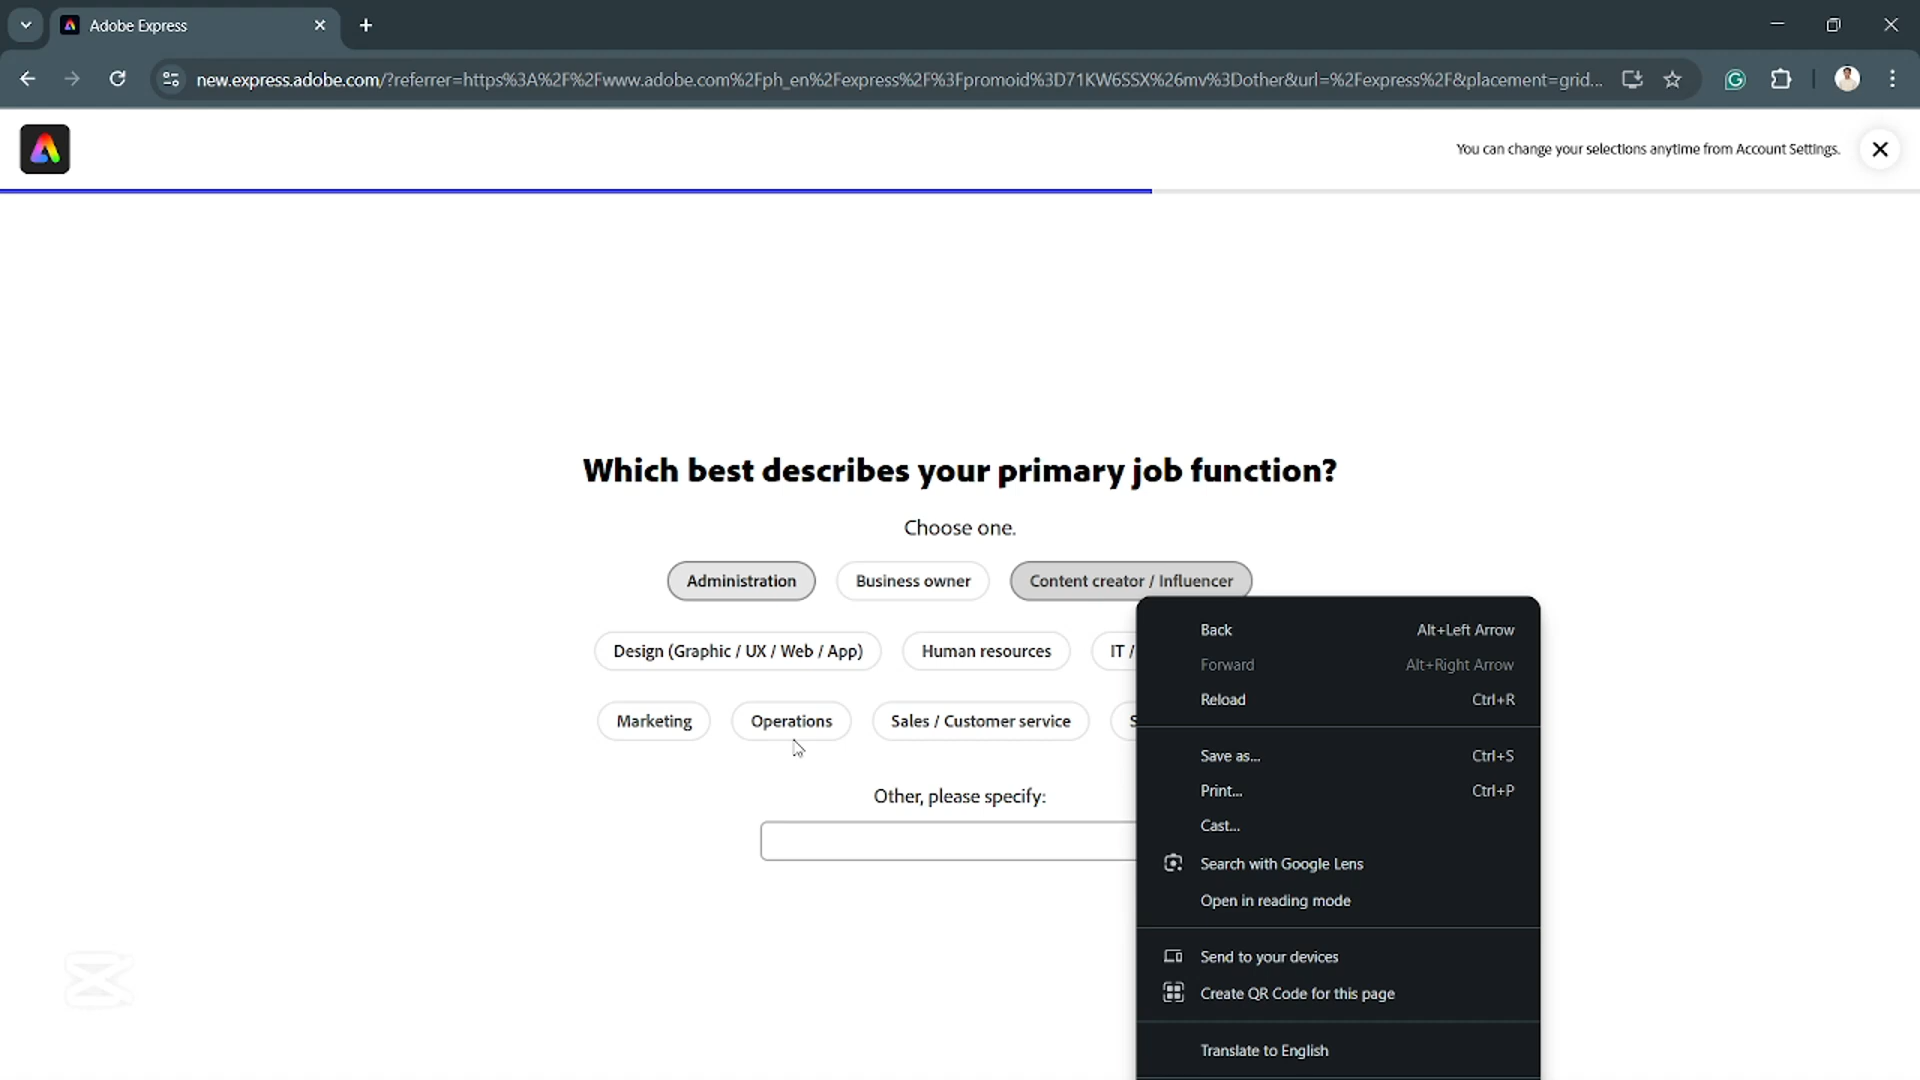 Adobe Express
new.express.adobe.com/?referrer=https%3A%2F%2Fwww.adobe.com%2Fph_en%2Fexpress%2F%3Fpromoid%3D71KW6SSX%26mv%3Dother&url=%2Fexpress%2F&placement=grid...
You can change your selections anytime from Account Settings.
Which best describes your primary job function?
Choose one.
Administration Business owner Content creator / Influencer
Design (Graphic / UX / Web / App) Human resources IT /
Marketing Operations Sales / Customer service S
Other, please specify:
Back Alt+Left Arrow
Forward Alt+Right Arrow
Reload Ctrl+R
Save as... Ctrl+S
Print... Ctrl+P
Cast...
Search with Google Lens
Open in reading mode
Send to your devices
Create QR Code for this page
Translate to English